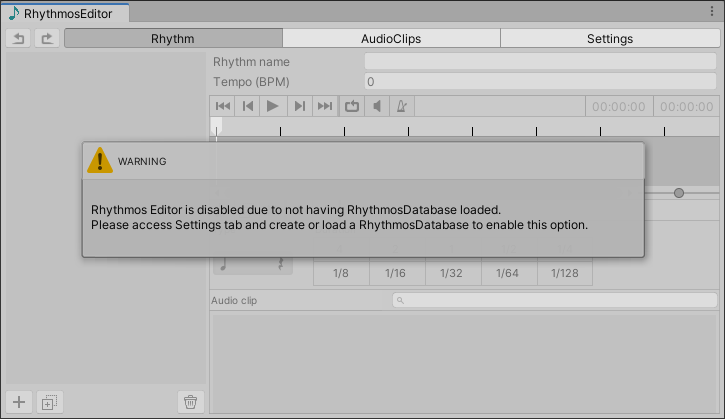 RhythmosEditor
Rhythm AudioClips Settings
Rhythm name
Tempo (BPM) 0
00:00:00 00:00:00
WARNING
Rhythmos Editor is disabled due to not having RhythmosDatabase loaded.
Please access Settings tab and create or load a RhythmosDatabase to enable this option.
1/8 1/16 1/32 1/64 1/128
Audio clip